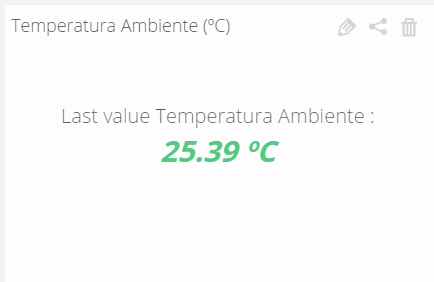 Temperatura Ambiente (ºC)
Last value Temperatura Ambiente :
25.39 ºC